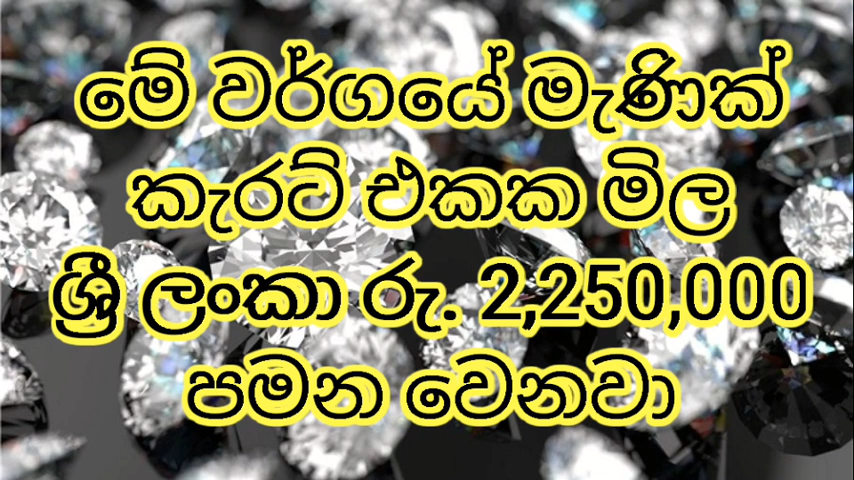 මේ වර්ගයේ මැණික්
කැරට් එකක මිල
ශ්‍රී ලංකා රු. 2,250,000
පමන වෙනවා